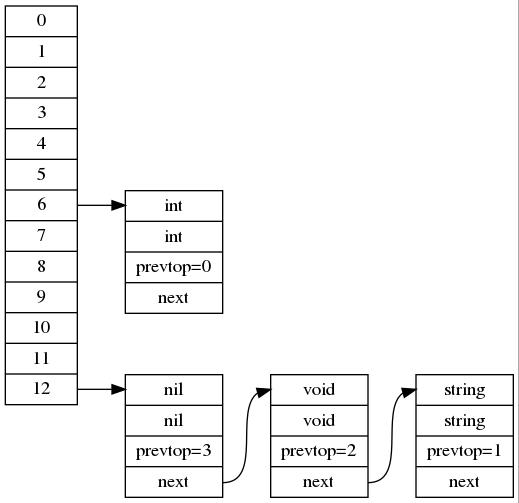 0
1
2
3
4
5
6
7
8
9
10
11
12
int
int
prevtop=0
next
nil
nil
prevtop=3
next
void
void
prevtop=2
next
string
string
prevtop=1
next